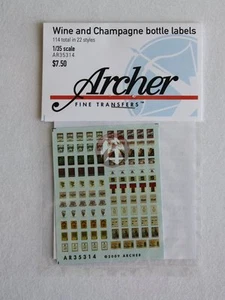 Wine and Champagne bottle labels
114 total in 22 styles
1/35 scale
AR35314
$7.50
Archer
FINE TRANSFERS™
AR35314 ©2009 ARCHER